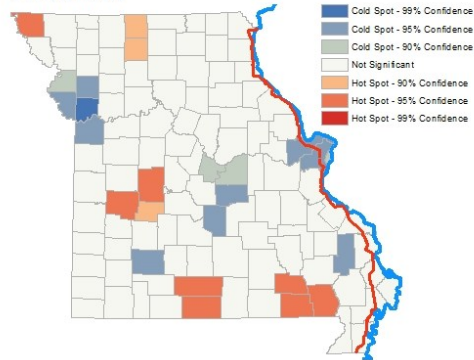 Cold Spot - 99% Confidence
Cold Spot - 95% Confidence
Cold Spot - 90% Confidence
Not Significant
Hot Spot - 90% Confidence
Hot Spot - 95% Confidence
Hot Spot - 99% Confidence